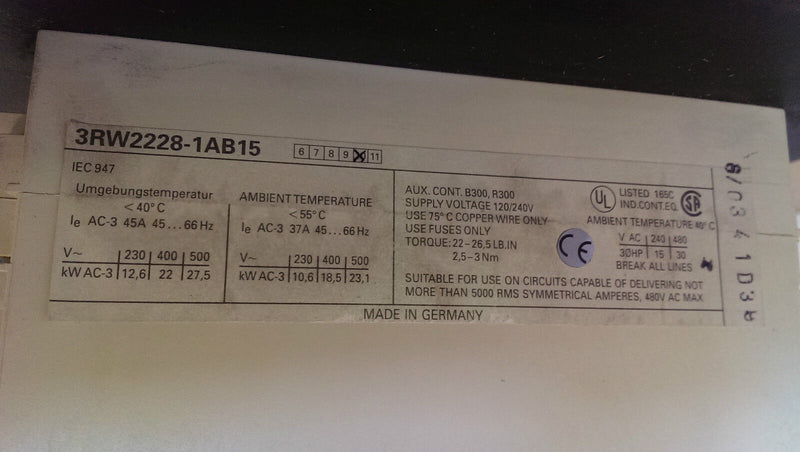 3RW2228-1AB15
6 7 8 9 11
IEC 947
Umgebungstemperatur
<40°C
Ie AC-3 45A 45...66 Hz
V~ 230 400 500
kW AC-3 12,6 22 27,5
AMBIENT TEMPERATURE
<55°C
Ie AC-3 37A 45...66 Hz
V~ 230 400 500
kW AC-3 10,6 18,5 23,1
AUX. CONT. B300, R300
SUPPLY VOLTAGE 120/240V
USE 75°C COPPER WIRE ONLY
USE FUSES ONLY
TORQUE: 22-26,5 LB.IN
2,5-3 Nm
CE
UL LISTED 165C
IND.CONT.EQ.
AMBIENT TEMPERATURE 40°C
V AC 240 480
3ØHP 15 30
BREAK ALL LINES
SUITABLE FOR USE ON CIRCUITS CAPABLE OF DELIVERING NOT
MORE THAN 5000 RMS SYMMETRICAL AMPERES, 480V AC MAX
MADE IN GERMANY